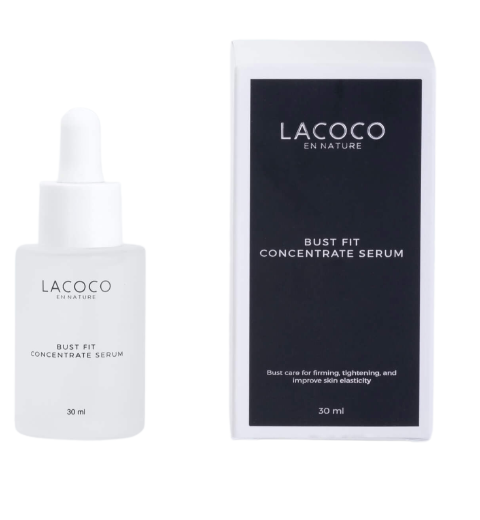 LACOCO
EN NATURE
BUST FIT
CONCENTRATE SERUM
30 ml
LACOCO
EN NATURE
BUST FIT
CONCENTRATE SERUM
Bust care for firming, tightening, and
improve skin elasticity
30 ml